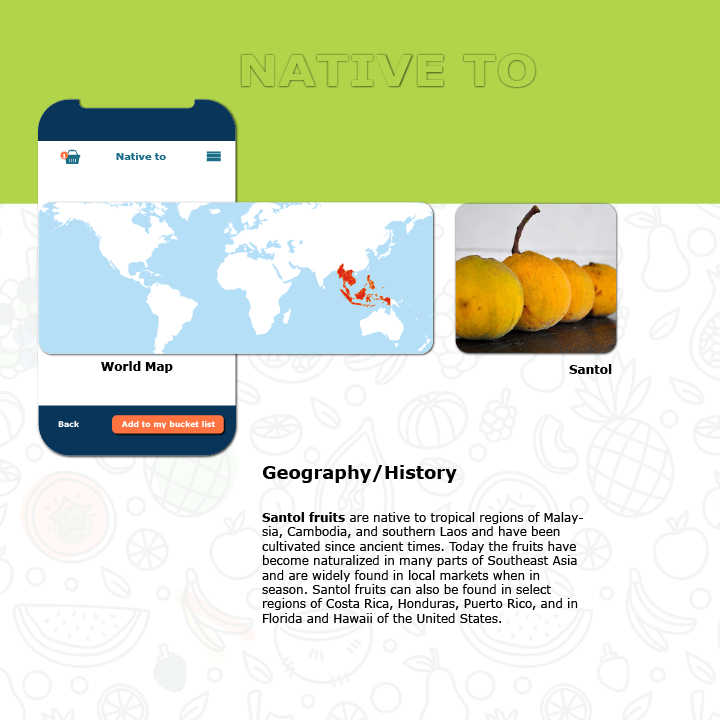 NATIVE TO
1
Native to
World Map
Santol
Back
Add to my bucket list
Geography/History
Santol fruits are native to tropical regions of Malay-
sia, Cambodia, and southern Laos and have been
cultivated since ancient times. Today the fruits have
become naturalized in many parts of Southeast Asia
and are widely found in local markets when in
season. Santol fruits can also be found in select
regions of Costa Rica, Honduras, Puerto Rico, and in
Florida and Hawaii of the United States.